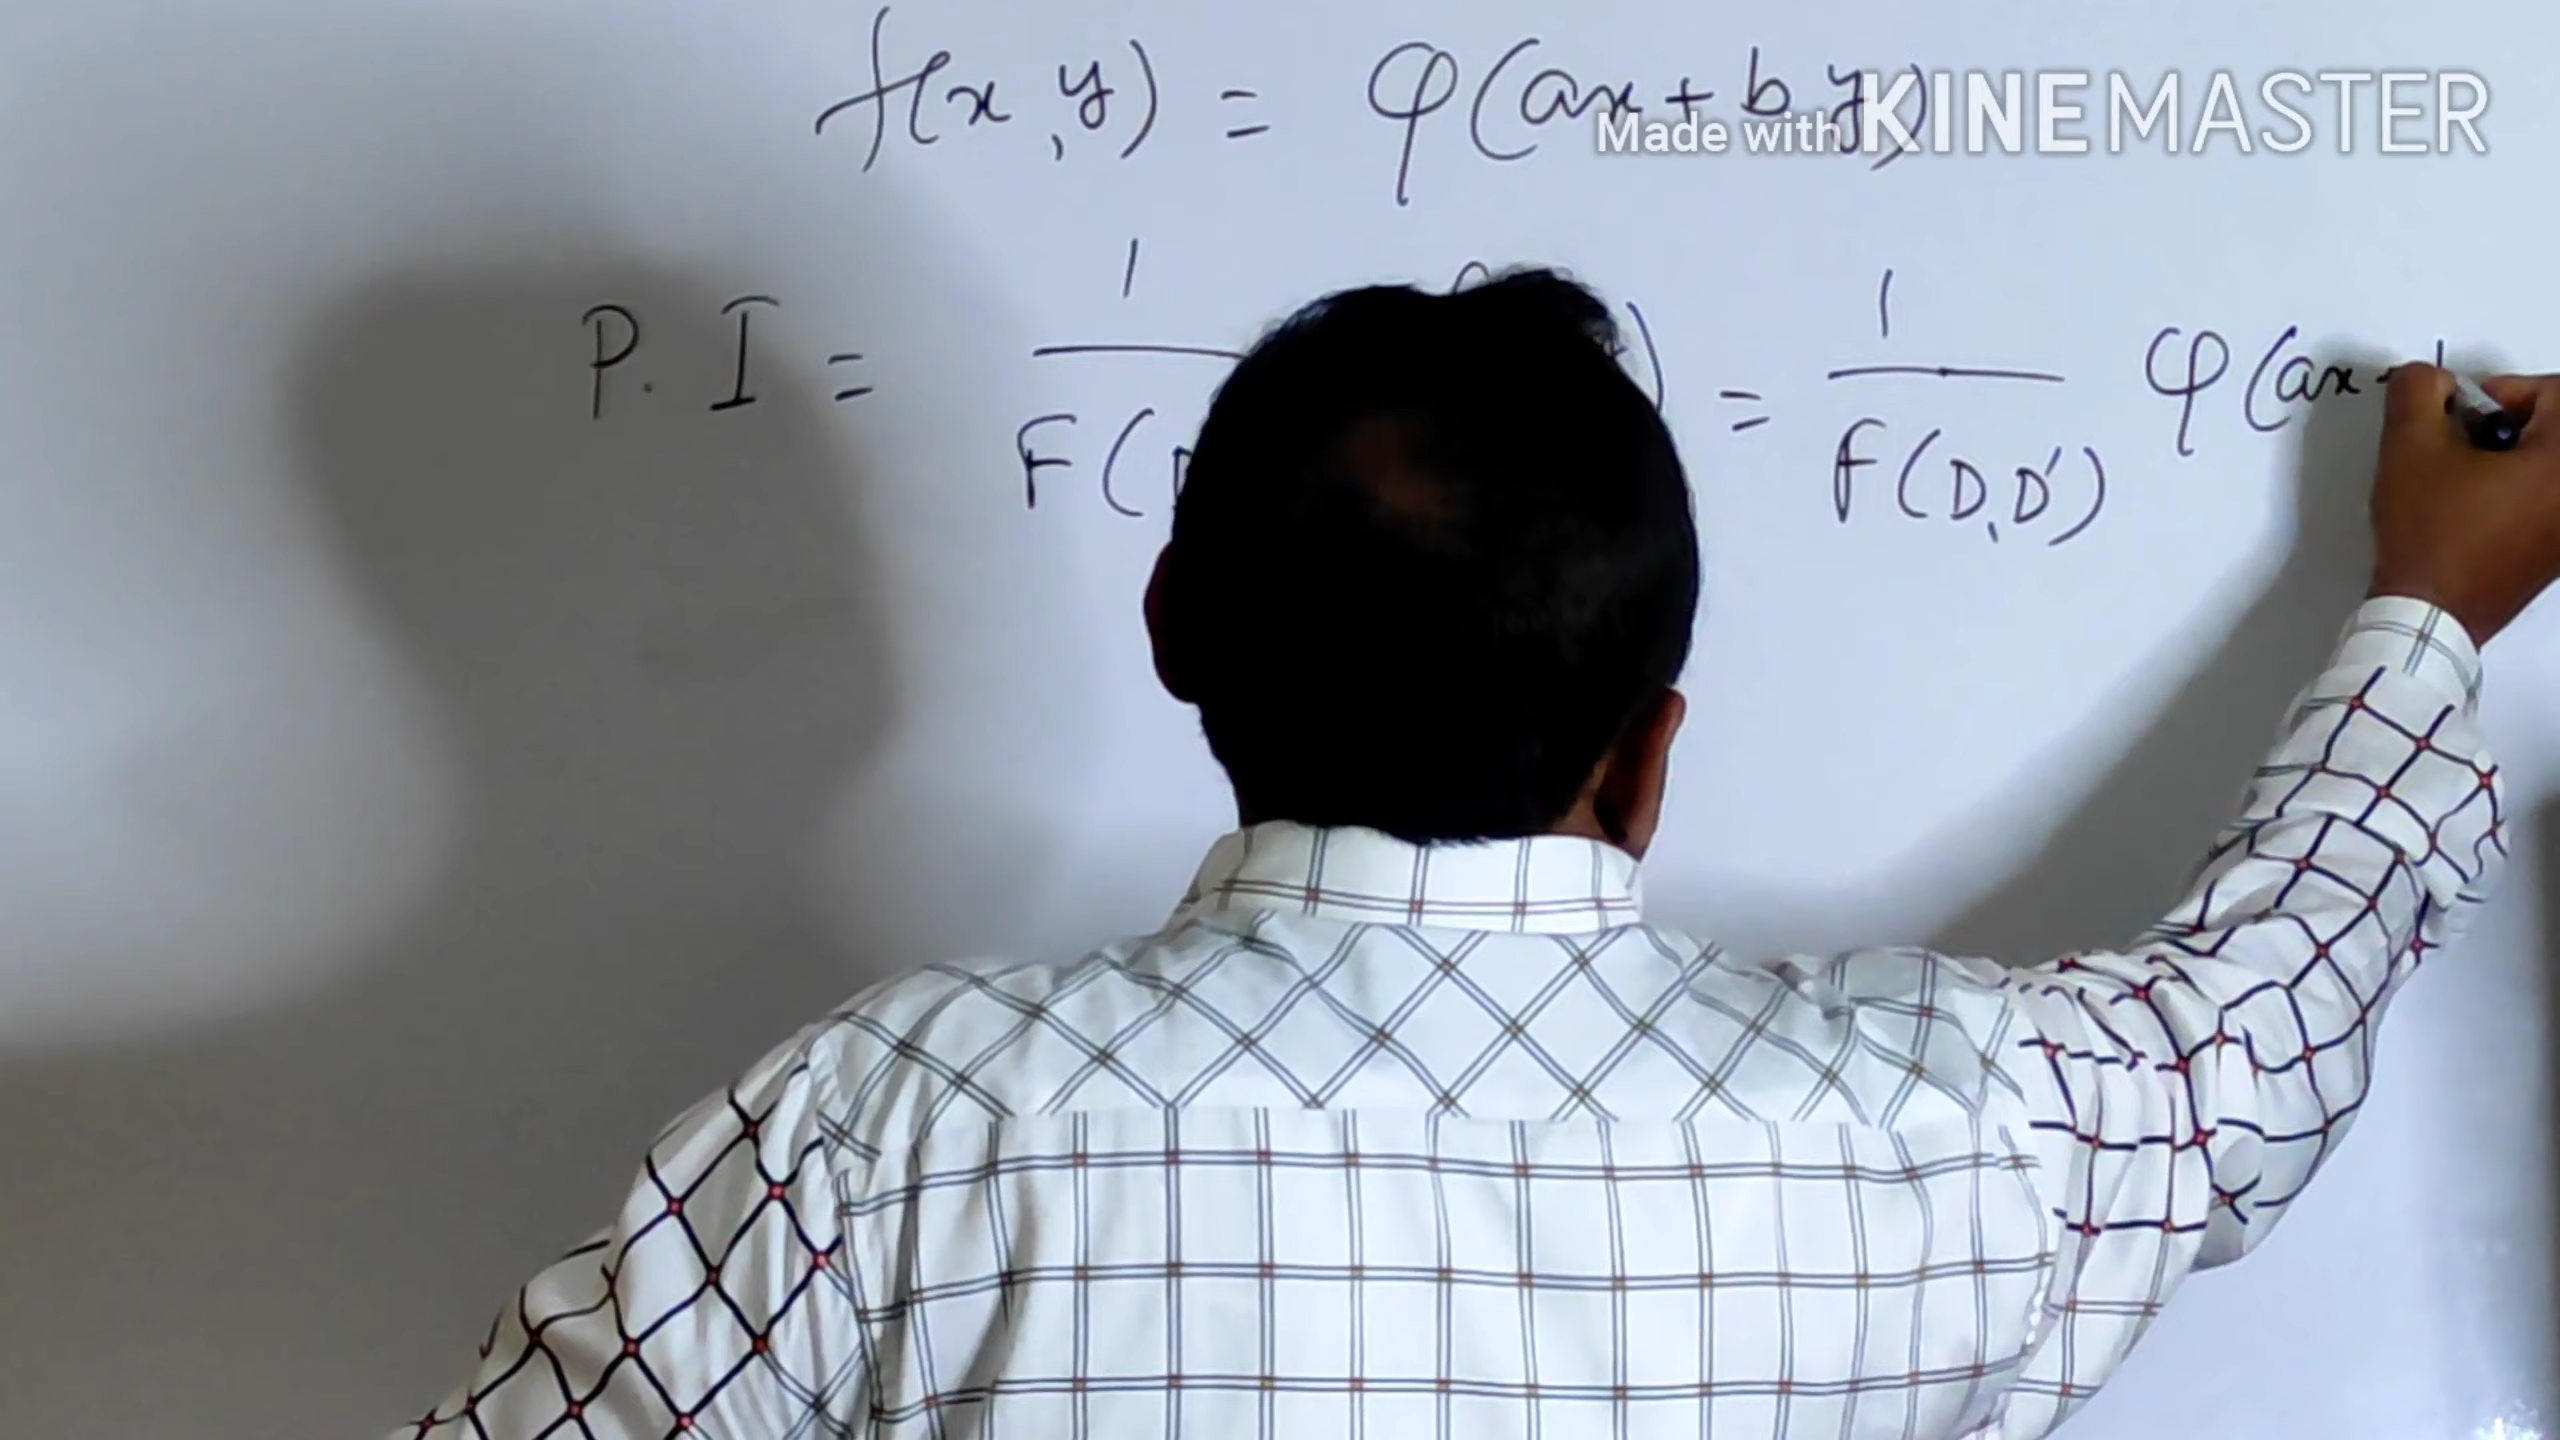 f(x,y) = φ(ax+by)
Made with KINEMASTER
P. I = 1/F( ) = 1/F(D,D') φ(ax+